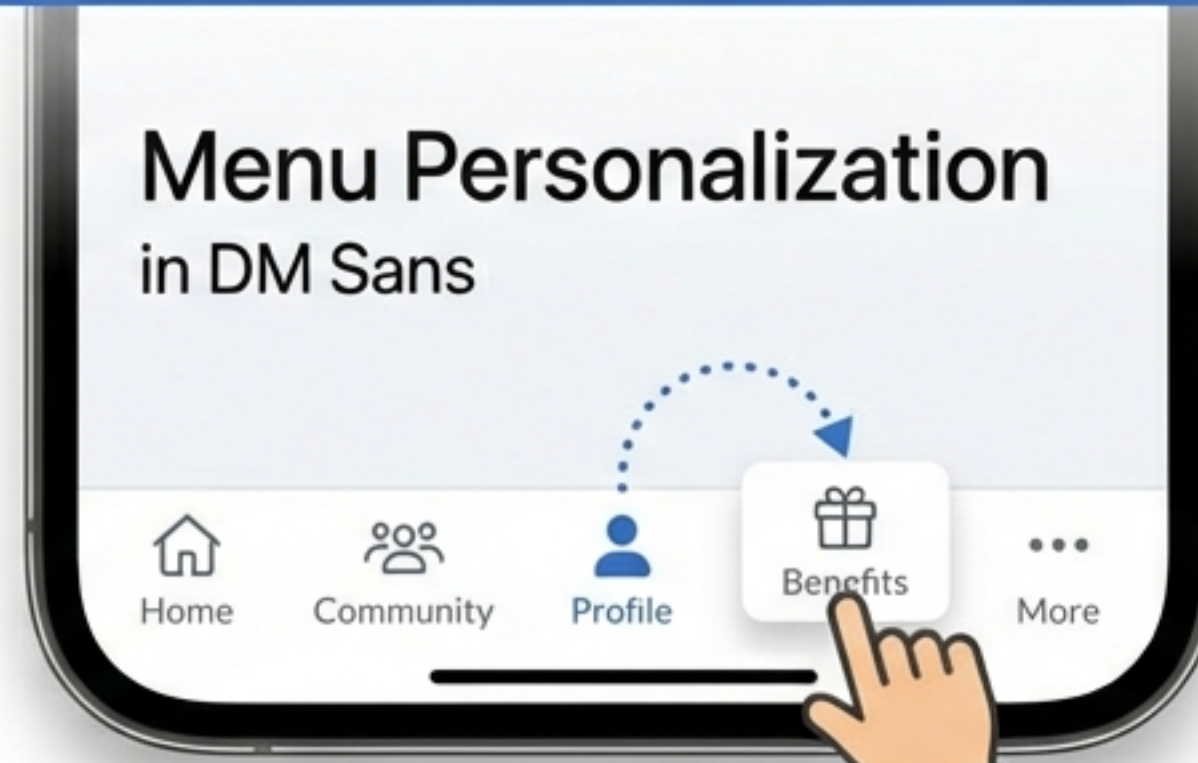 Menu Personalization
in DM Sans
Home
Community
Profile
Benefits
More